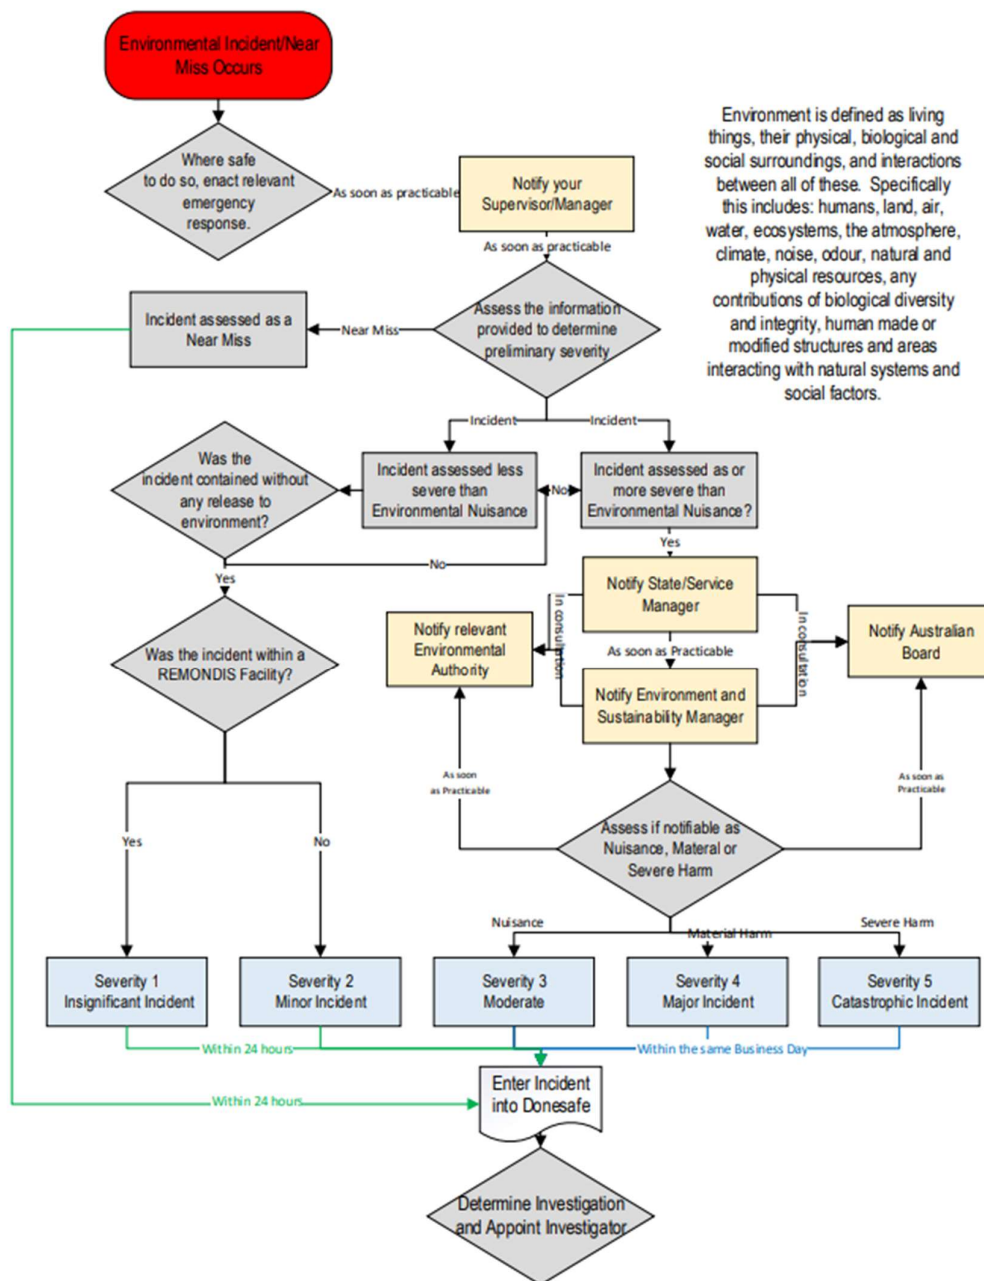 Environmental Incident/Near
Miss Occurs
Environment is defined as living
things, their physical, biological and
social surroundings, and interactions
between all of these. Specifically
this includes: humans, land, air,
water, ecosystems, the atmosphere,
climate, noise, odour, natural and
physical resources, any
contributions of biological diversity
and integrity, human made or
modified structures and areas
interacting with natural systems and
social factors.
Where safe
to do so, enact relevant
emergency
response.
As soon as practicable
Notify your
Supervisor/Manager
As soon as practicable
Assess the information
provided to determine
preliminary severity
Near Miss
Incident assessed as a
Near Miss
Incident
Incident
Was the
incident contained without
any release to
environment?
Incident assessed less
severe than
Environmental Nuisance
No
Incident assessed as or
more severe than
Environmental Nuisance?
No
Yes
Yes
Notify State/Service
Manager
In consultation
In consultation
Notify relevant
Environmental
Authority
As soon as Practicable
Notify Australian
Board
Was the incident within a
REMONDIS Facility?
Notify Environment and
Sustainability Manager
As soon
as Practicable
As soon as
Practicable
Assess if notifiable as
Nuisance, Materal or
Severe Harm
Yes
No
Nuisance
Material Harm
Severe Harm
Severity 1
Insignificant Incident
Severity 2
Minor Incident
Severity 3
Moderate
Severity 4
Major Incident
Severity 5
Catastrophic Incident
Within 24 hours
Within the same Business Day
Within 24 hours
Enter Incident
into Donesafe
Determine Investigation
and Appoint Investigator